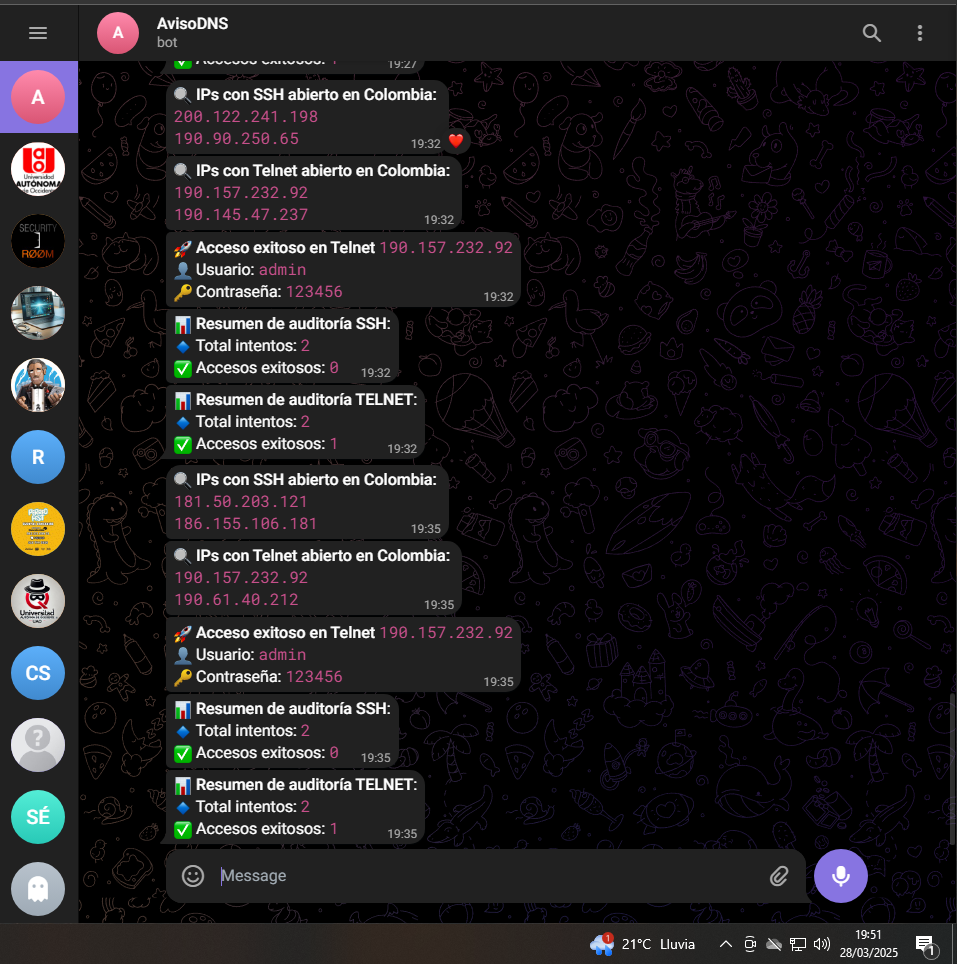 A
AvisoDNS
bot
Accesos exitosos: 1
19:27
A
IPs con SSH abierto en Colombia:
200.122.241.198
190.90.250.65
19:32
IPs con Telnet abierto en Colombia:
190.157.232.92
190.145.47.237
19:32
Acceso exitoso en Telnet 190.157.232.92
Usuario: admin
Contraseña: 123456
19:32
Resumen de auditoría SSH:
Total intentos: 2
Accesos exitosos: 0
19:32
Resumen de auditoría TELNET:
Total intentos: 2
Accesos exitosos: 1
19:32
IPs con SSH abierto en Colombia:
181.50.203.121
186.155.106.181
19:35
IPs con Telnet abierto en Colombia:
190.157.232.92
190.61.40.212
19:35
Acceso exitoso en Telnet 190.157.232.92
Usuario: admin
Contraseña: 123456
19:35
Resumen de auditoría SSH:
Total intentos: 2
Accesos exitosos: 0
19:35
Resumen de auditoría TELNET:
Total intentos: 2
Accesos exitosos: 1
19:35
Message
Universidad
AUTÓNOMA
de Occidente
SECURITY
RØØM
R
Universidad
CS
?
SÉ
1
21°C Lluvia
19:51
28/03/2025
1